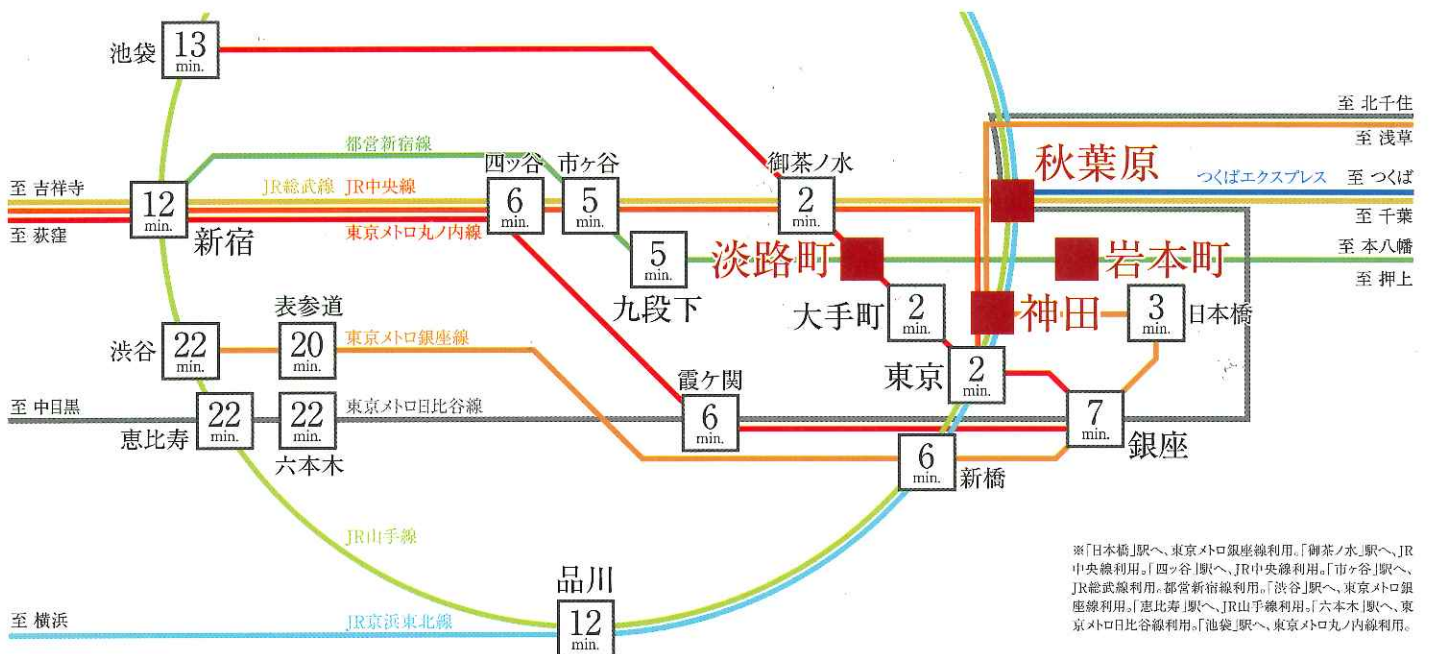 池袋
13
min.
至 北千住
至 浅草
都営新宿線
四ッ谷
市ヶ谷
御茶ノ水
秋葉原
至 吉祥寺
JR総武線
JR中央線
つくばエクスプレス
至 つくば
12
min.
6
min.
5
min.
2
min.
至 荻窪
新宿
東京メトロ丸ノ内線
至 千葉
5
min.
淡路町
岩本町
至 本八幡
至 押上
九段下
大手町
2
min.
神田
3
min.
日本橋
表参道
渋谷
22
min.
20
min.
東京メトロ銀座線
東京
2
min.
霞ケ関
至 中目黒
22
min.
22
min.
東京メトロ日比谷線
6
min.
7
min.
恵比寿
六本木
銀座
6
min.
新橋
JR山手線
品川
至 横浜
JR京浜東北線
12
min.
※「日本橋」駅へ、東京メトロ銀座線利用。「御茶ノ水」駅へ、JR
中央線利用。「四ッ谷」駅へ、JR中央線利用。「市ヶ谷」駅へ、
JR総武線利用。都営新宿線利用。「渋谷」駅へ、東京メトロ銀
座線利用。「恵比寿」駅へ、JR山手線利用。「六本木」駅へ、東
京メトロ日比谷線利用。「池袋」駅へ、東京メトロ丸ノ内線利用。